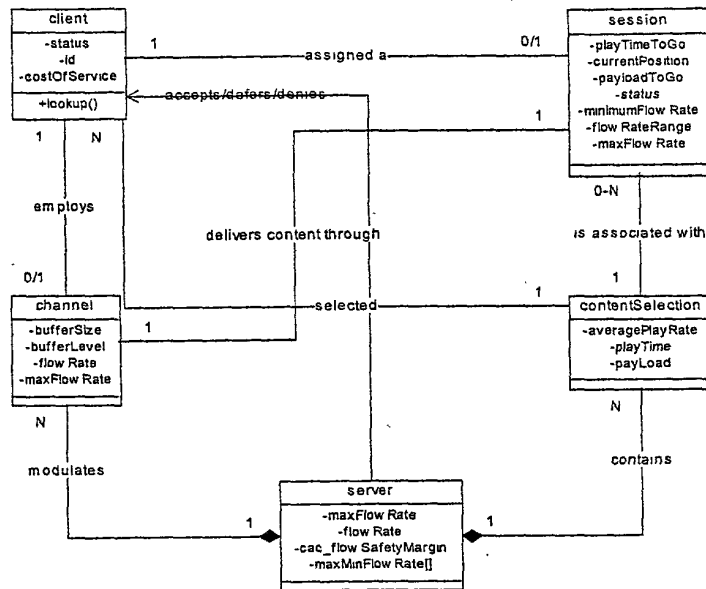 client
-status
-id
-costOfService
+lookup()
session
-playTimeToGo
-currentPosition
-payloadToGo
-status
-minimumFlow Rate
-flow RateRange
-maxFlow Rate
1
assigned a
0/1
accepts/defers/denies
1
N
1
0-N
employs
delivers content through
is associated with
0/1
1
channel
-bufferSize
-bufferLevel
-flow Rate
-maxFlow Rate
1
selected
1
contentSelection
-averagePlayRate
-playTime
-payLoad
N
N
modulates
contains
1
server
-maxFlow Rate
-flow Rate
-cac_flow SafetyMargin
-maxMinFlow Rate[]
1